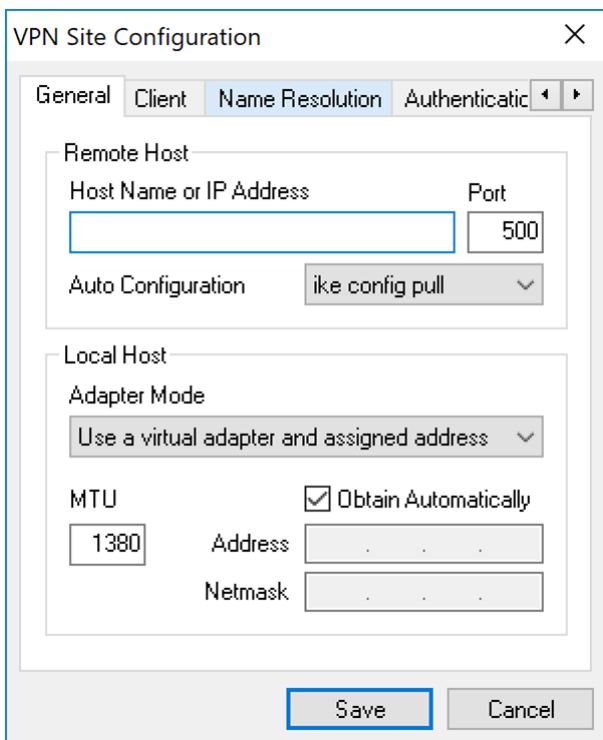 VPN Site Configuration
General Client Name Resolution Authenticatic
Remote Host
Host Name or IP Address Port
500
Auto Configuration ike config pull
Local Host
Adapter Mode
Use a virtual adapter and assigned address
MTU Obtain Automatically
1380 Address . . .
Netmask . . .
Save Cancel